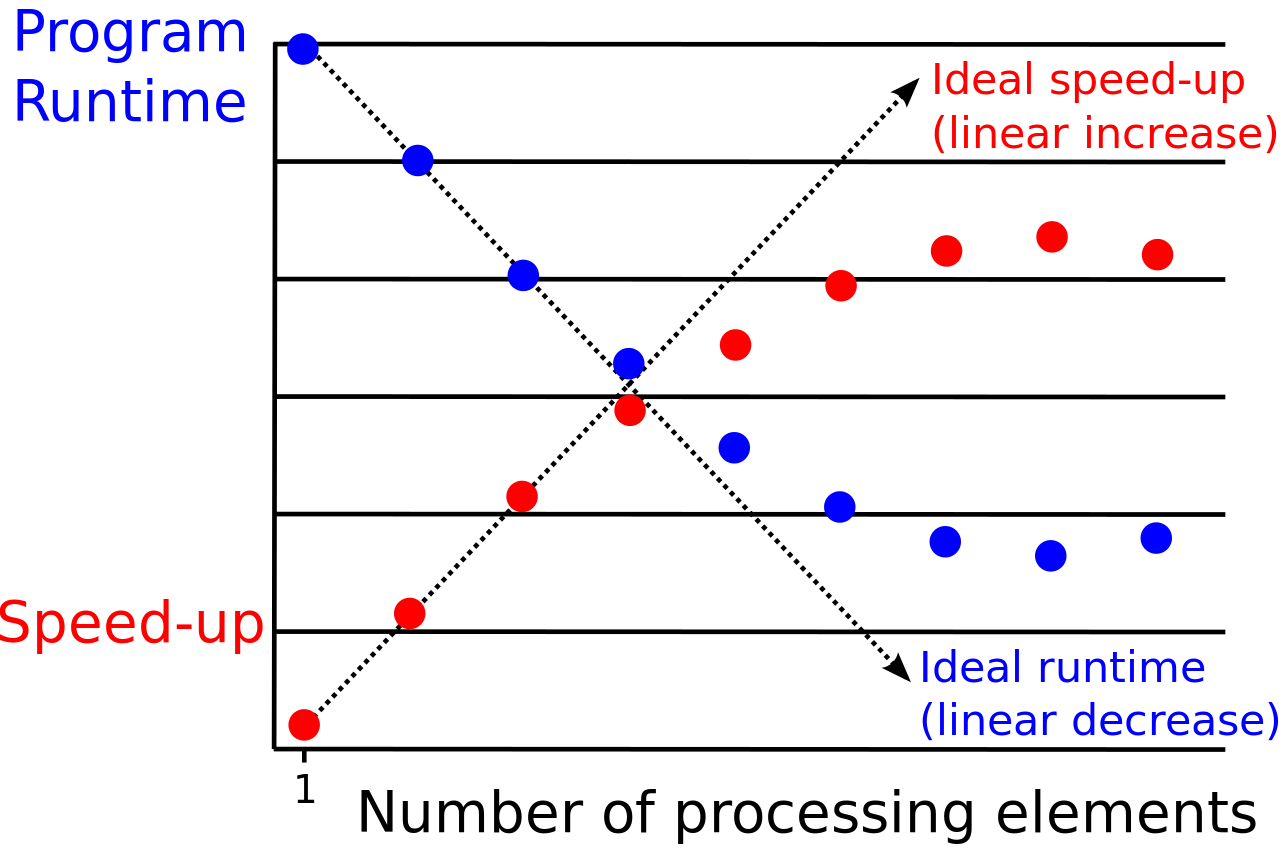 Program
Runtime
Ideal speed-up
(linear increase)
Speed-up
Ideal runtime
(linear decrease)
1
Number of processing elements